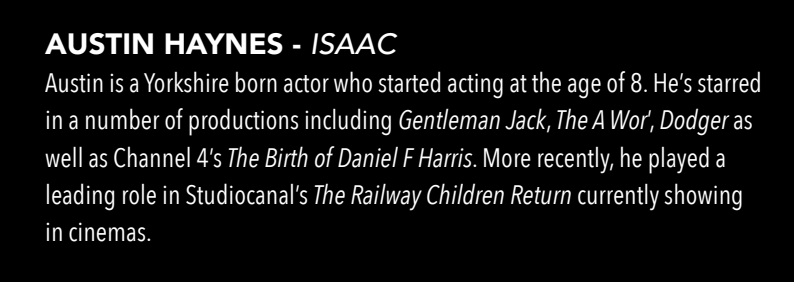 AUSTIN HAYNES - ISAAC
Austin is a Yorkshire born actor who started acting at the age of 8. He’s starred
in a number of productions including Gentleman Jack, The A Wor’, Dodger as
well as Channel 4’s The Birth of Daniel F Harris. More recently, he played a
leading role in Studiocanal’s The Railway Children Return currently showing
in cinemas.